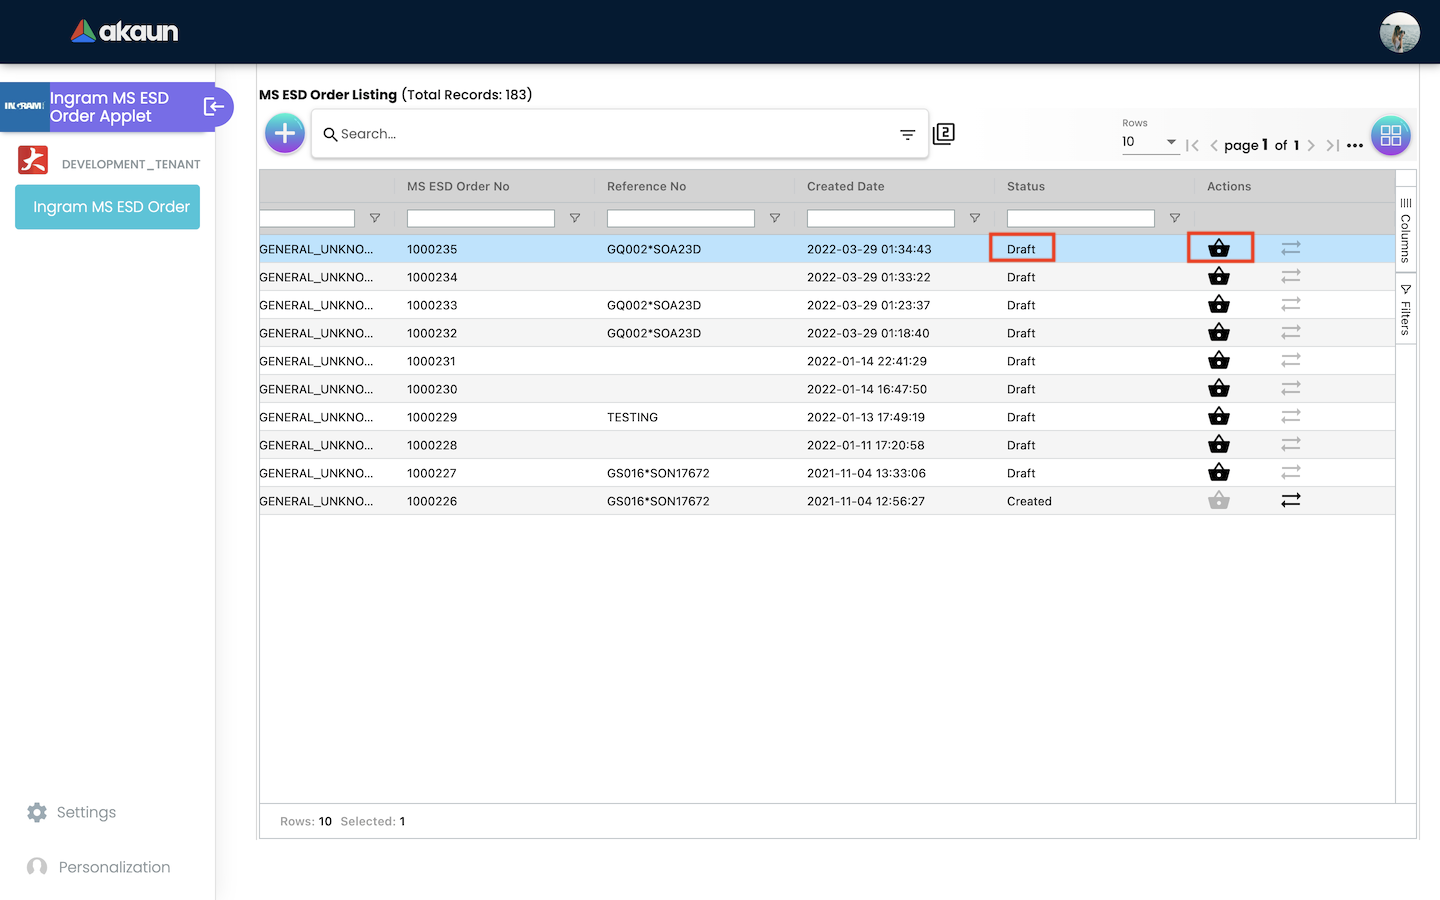 akaun
INGRAM
Ingram MS ESD
Order Applet
DEVELOPMENT_TENANT
Ingram MS ESD Order
Settings
Personalization
MS ESD Order Listing (Total Records: 183)
Search...
2
Rows
10
page 1 of 1
MS ESD Order No Reference No Created Date Status Actions
GENERAL_UNKNO... 1000235 GQ002*SOA23D 2022-03-29 01:34:43 Draft
GENERAL_UNKNO... 1000234 2022-03-29 01:33:22 Draft
GENERAL_UNKNO... 1000233 GQ002*SOA23D 2022-03-29 01:23:37 Draft
GENERAL_UNKNO... 1000232 GQ002*SOA23D 2022-03-29 01:18:40 Draft
GENERAL_UNKNO... 1000231 2022-01-14 22:41:29 Draft
GENERAL_UNKNO... 1000230 2022-01-14 16:47:50 Draft
GENERAL_UNKNO... 1000229 TESTING 2022-01-13 17:49:19 Draft
GENERAL_UNKNO... 1000228 2022-01-11 17:20:58 Draft
GENERAL_UNKNO... 1000227 GS016*SON17672 2021-11-04 13:33:06 Draft
GENERAL_UNKNO... 1000226 GS016*SON17672 2021-11-04 12:56:27 Created
Columns
Filters
Rows: 10 Selected: 1